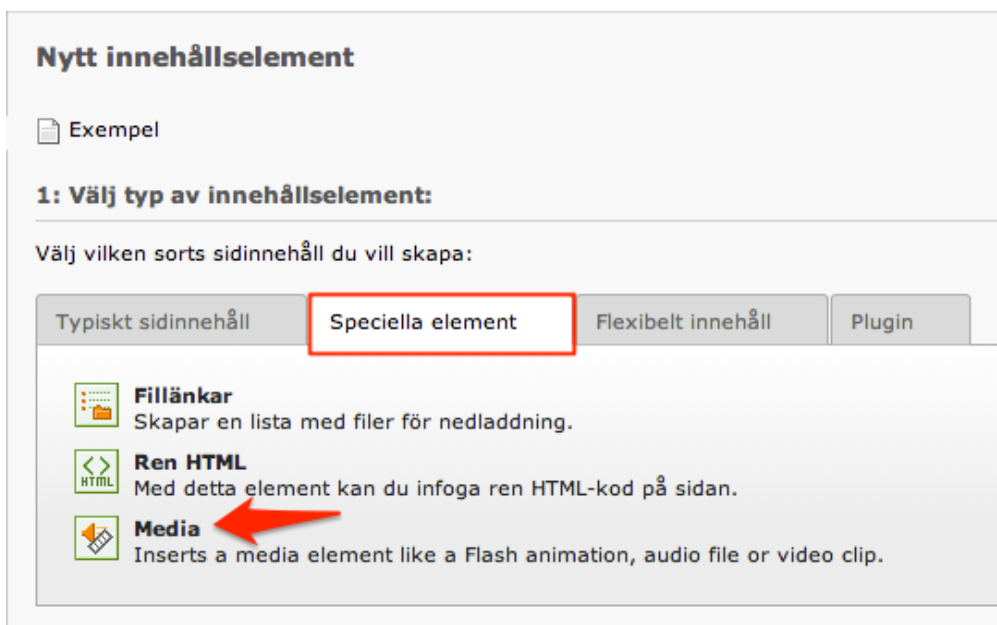 Nytt innehållselement
Exempel
1: Välj typ av innehållselement:
Välj vilken sorts sidinnehåll du vill skapa:
Typiskt sidinnehåll Speciella element Flexibelt innehåll Plugin
Fillänkar
Skapar en lista med filer för nedladdning.
HTML
Ren HTML
Med detta element kan du infoga ren HTML-kod på sidan.
Media
Inserts a media element like a Flash animation, audio file or video clip.